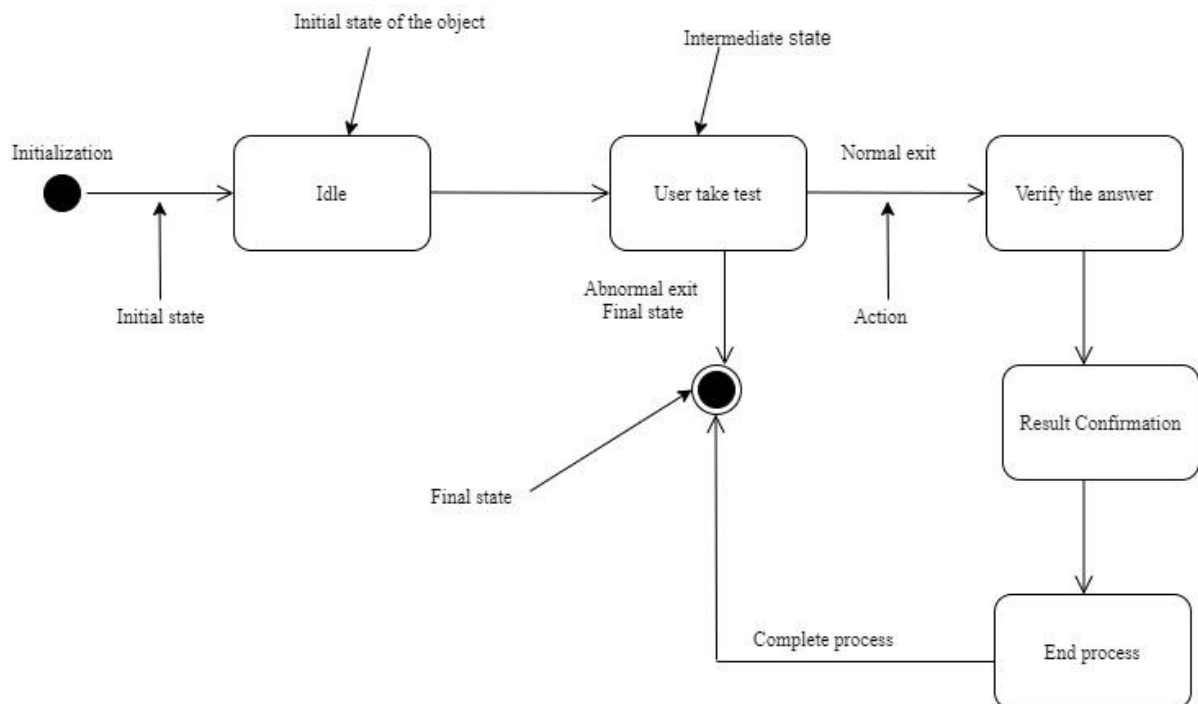 Initial state of the object
Intermediate state
Initialization
Idle
User take test
Normal exit
Verify the answer
Initial state
Abnormal exit
Final state
Action
Result Confirmation
Final state
Complete process
End process